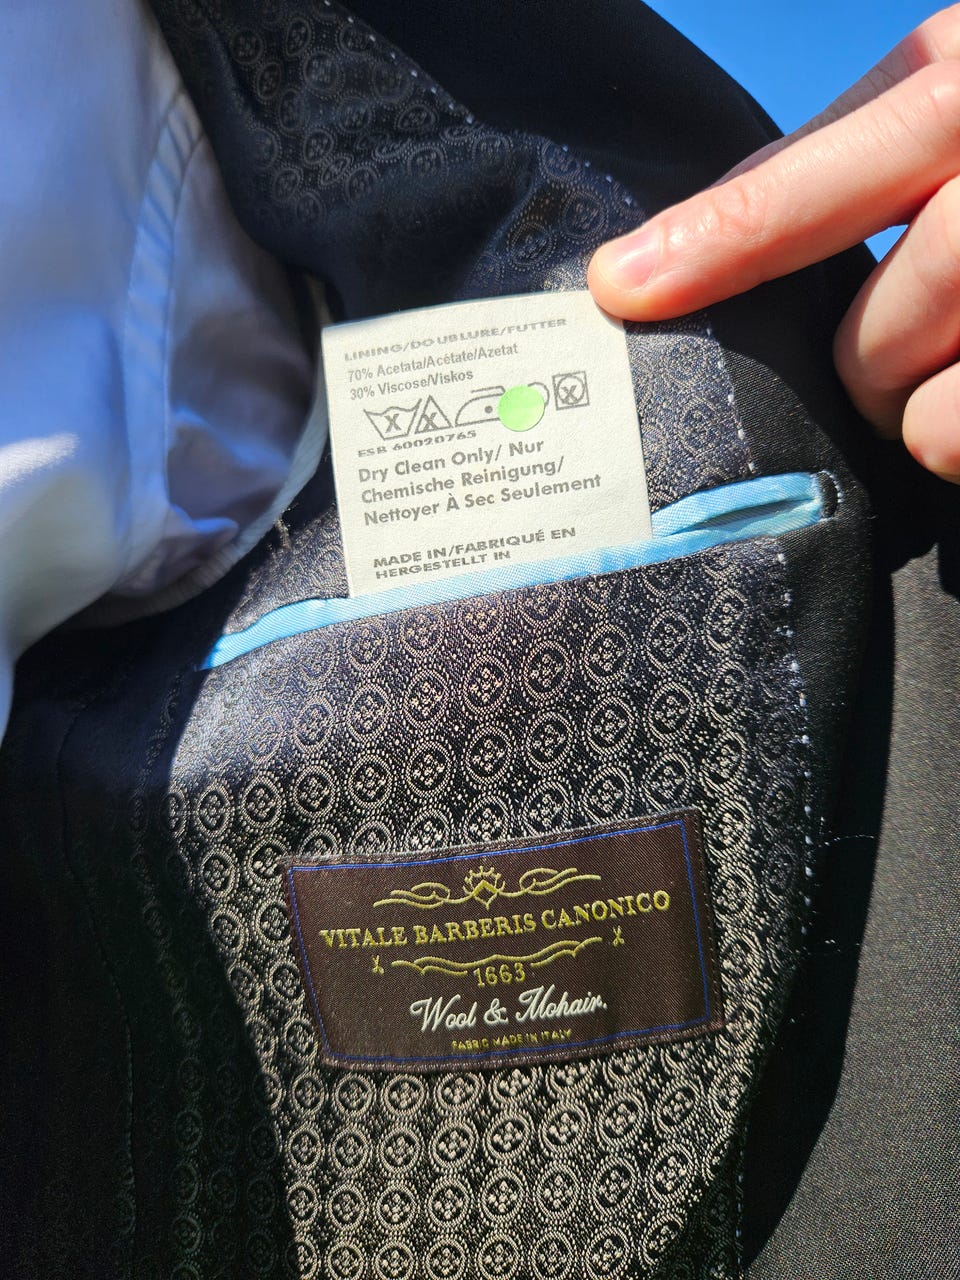 LINING/DOUBLURE/FUTTER
70% Acetata/Acétate/Azetat
30% Viscose/Viskos
ESR 60020765
Dry Clean Only/ Nur
Chemische Reinigung/
Nettoyer À Sec Seulement
MADE IN/FABRIQUÉ EN
HERGESTELLT IN
VITALE BARBERIS CANONICO
1663
Wool & Mohair.
FABRIC MADE IN ITALY